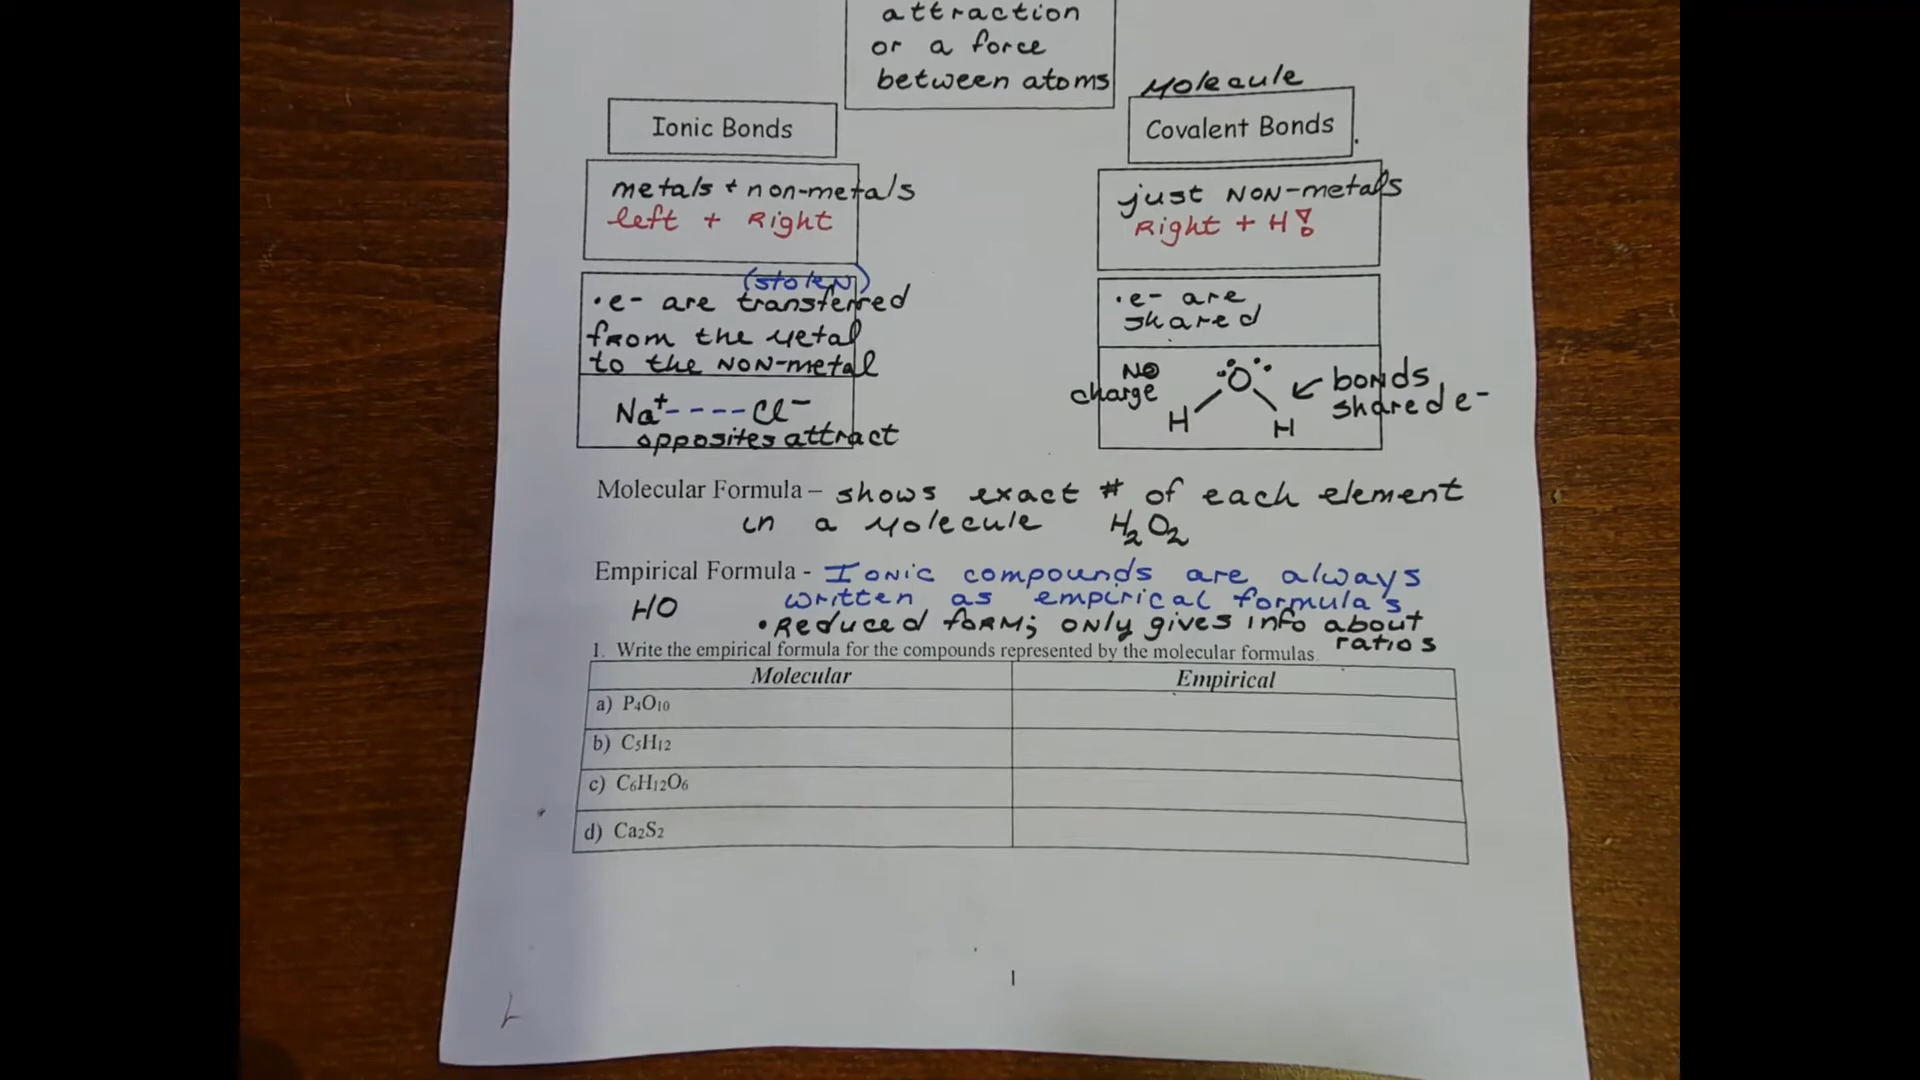 attraction
or a force
between atoms
Molecule
Ionic Bonds
Covalent Bonds
metals + non-metals
left + Right
just NON-metals
Right + H!
(stolen)
•e- are transferred
from the metal
to the NON-metal
•e- are
shared
Na⁺----Cl⁻
opposites attract
No
charge
O
H
H
bonds
shared e-
Molecular Formula – shows exact # of each element
in a molecule H₂O₂
Empirical Formula - Ionic compounds are always
written as empirical formula's
HO
•Reduced form; only gives info about
ratios
1. Write the empirical formula for the compounds represented by the molecular formulas
Molecular Empirical
a) P₄O₁₀
b) C₅H₁₂
c) C₆H₁₂O₆
d) Ca₂S₂
1